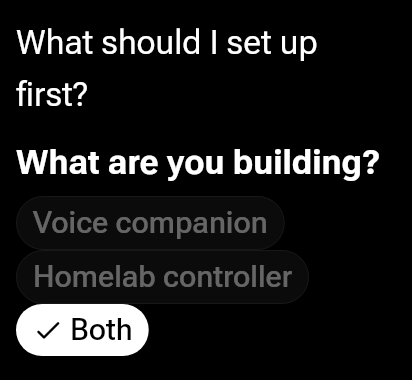 What should I set up
first?
What are you building?
Voice companion
Homelab controller
Both